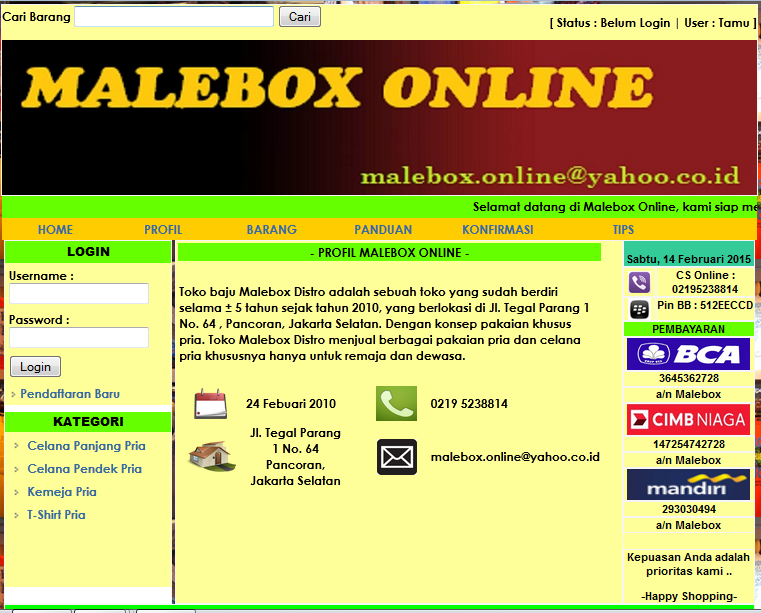 Cari Barang
Cari
[ Status : Belum Login | User : Tamu ]
MALEBOX ONLINE
malebox.online@yahoo.co.id
Selamat datang di Malebox Online, kami siap me
HOME PROFIL BARANG PANDUAN KONFIRMASI TIPS
LOGIN
Username :
Password :
Login
Pendaftaran Baru
KATEGORI
Celana Panjang Pria
Celana Pendek Pria
Kemeja Pria
T-Shirt Pria
- PROFIL MALEBOX ONLINE -
Toko baju Malebox Distro adalah sebuah toko yang sudah berdiri
selama ± 5 tahun sejak tahun 2010, yang berlokasi di Jl. Tegal Parang 1
No. 64 , Pancoran, Jakarta Selatan. Dengan konsep pakaian khusus
pria. Toko Malebox Distro menjual berbagai pakaian pria dan celana
pria khususnya hanya untuk remaja dan dewasa.
24 Febuari 2010
0219 5238814
Jl. Tegal Parang
1 No. 64
Pancoran,
Jakarta Selatan
malebox.online@yahoo.co.id
Sabtu, 14 Februari 2015
CS Online :
02195238814
Pin BB : 512EECCD
PEMBAYARAN
BCA
3645362728
a/n Malebox
CIMB NIAGA
147254742728
a/n Malebox
mandiri
293030494
a/n Malebox
Kepuasan Anda adalah
prioritas kami ..
-Happy Shopping-